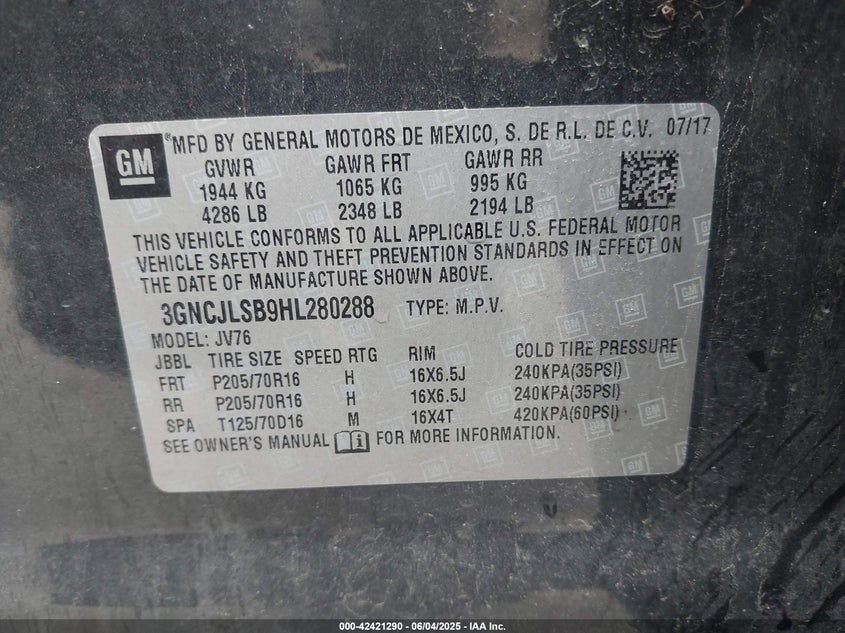 GM
®MFD BY GENERAL MOTORS DE MEXICO, S. DE R.L. DE C.V. 07/17
GVWR GAWR FRT GAWR RR
1944 KG 1065 KG 995 KG
4286 LB 2348 LB 2194 LB
THIS VEHICLE CONFORMS TO ALL APPLICABLE U.S. FEDERAL MOTOR
VEHICLE SAFETY AND THEFT PREVENTION STANDARDS IN EFFECT ON
THE DATE OF MANUFACTURE SHOWN ABOVE.
3GNCJLSB9HL280288 TYPE: M.P.V.
MODEL: JV76
JBBL TIRE SIZE SPEED RTG RIM COLD TIRE PRESSURE
FRT P205/70R16 H 16X6.5J 240KPA(35PSI)
RR P205/70R16 H 16X6.5J 240KPA(35PSI)
SPA T125/70D16 M 16X4T 420KPA(60PSI)
SEE OWNER'S MANUAL FOR MORE INFORMATION.
000-42421290 - 06/04/2025 - IAA Inc.